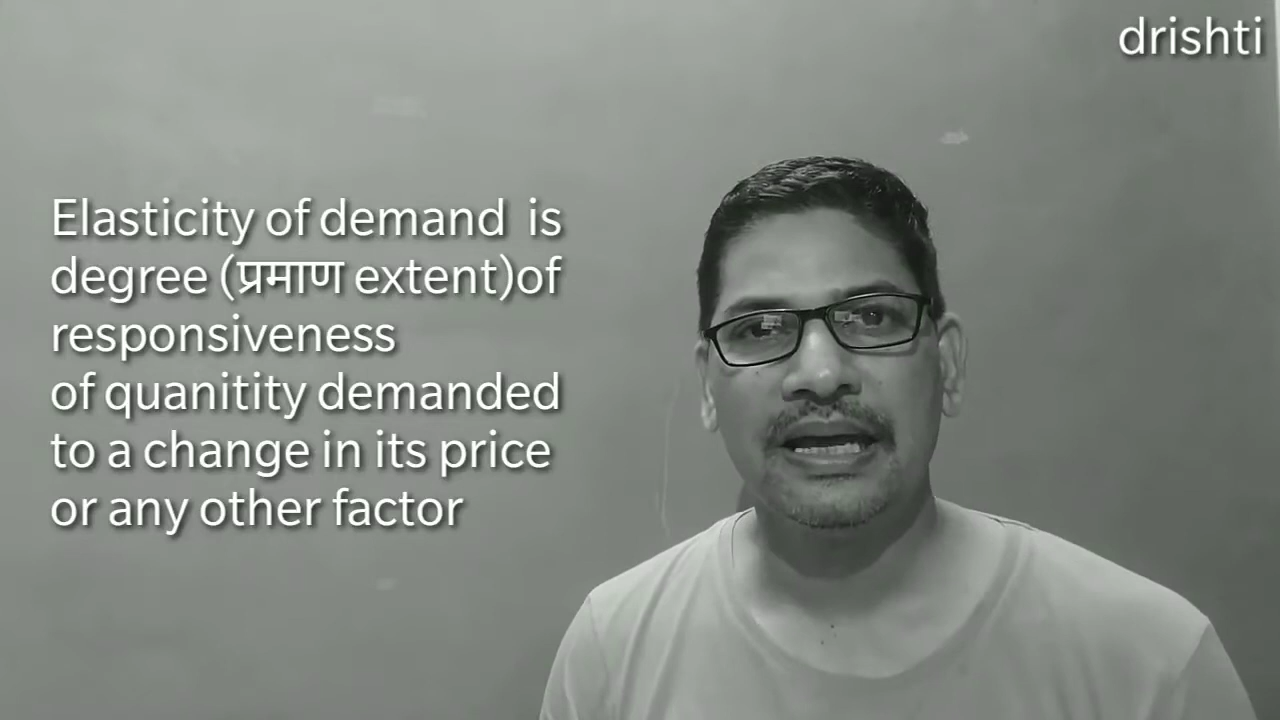 drishti
Elasticity of demand is
degree (प्रमाण extent)of
responsiveness
of quanitity demanded
to a change in its price
or any other factor